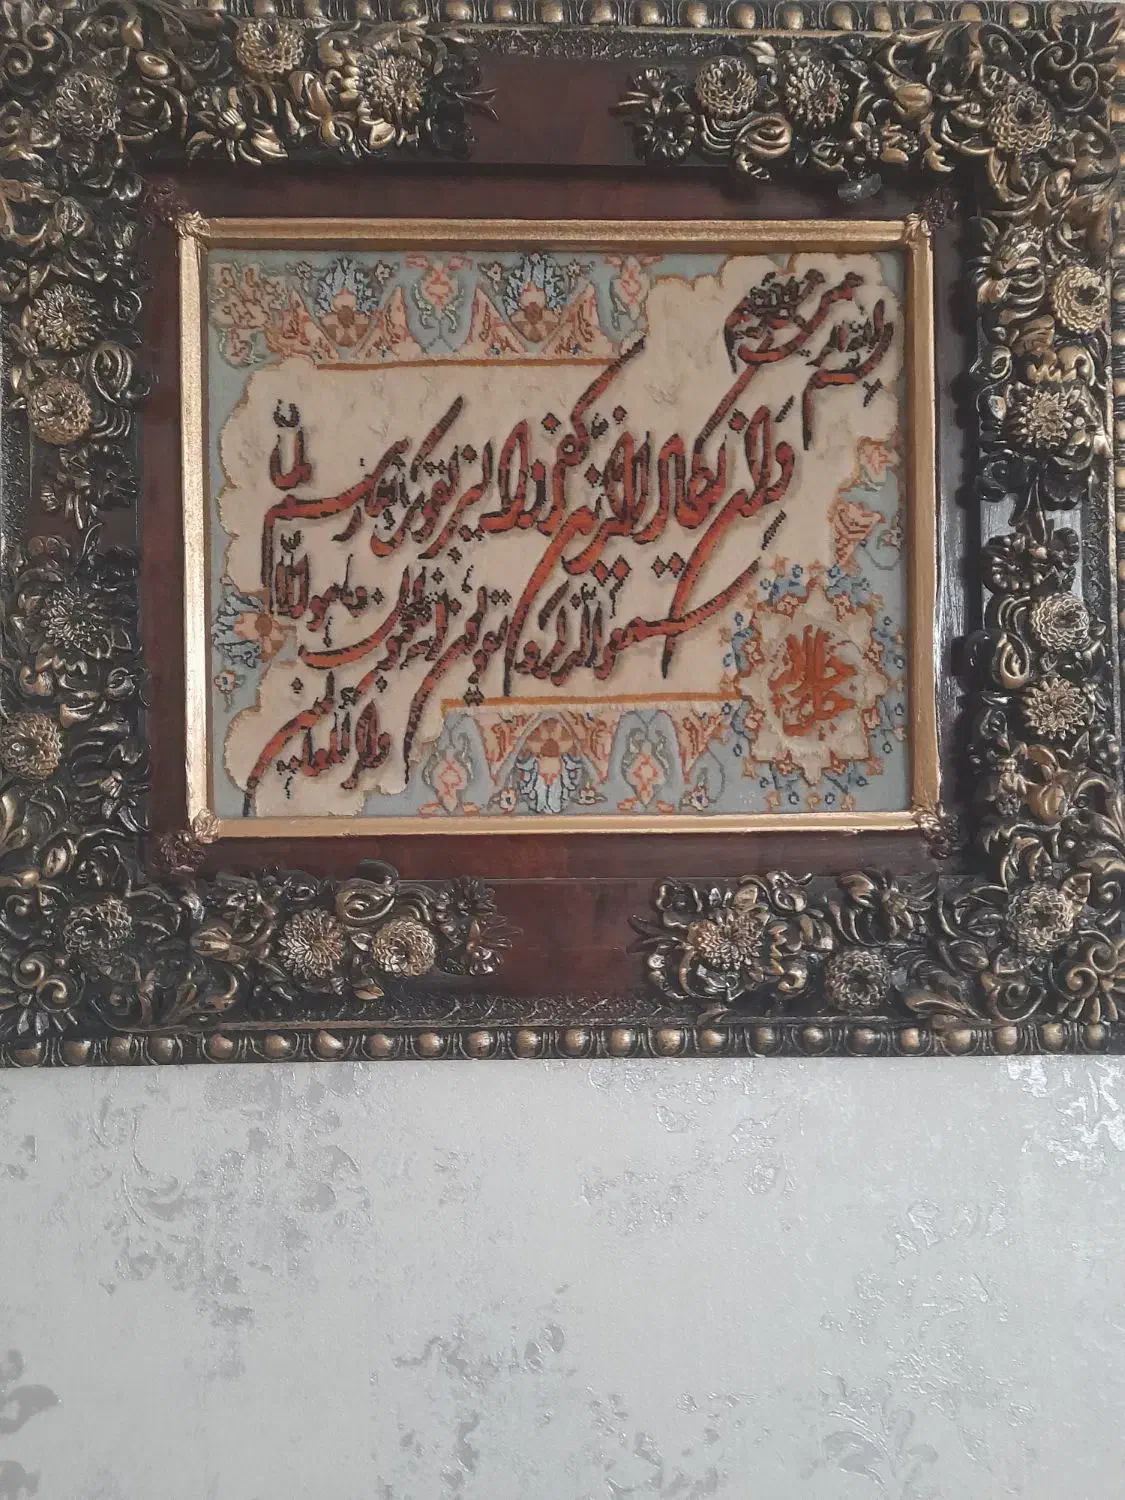 بسم الله الرحمن الرحیم
وان یکاد الذین کفروا لیزلقونک بابصارهم لما
سمعوا الذکر و یقولون انه لمجنون و ما هو الا
ذکر للعالمین